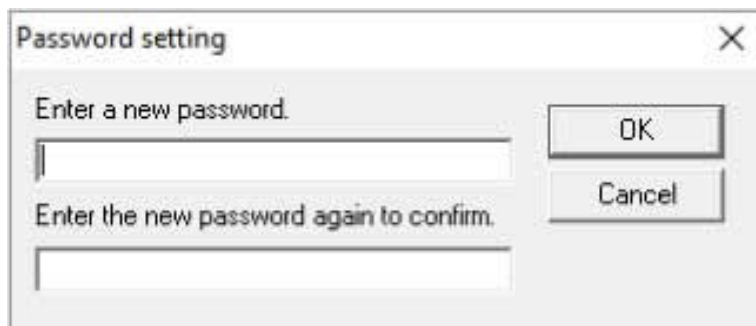 Password setting
Enter a new password.
OK
Cancel
Enter the new password again to confirm.